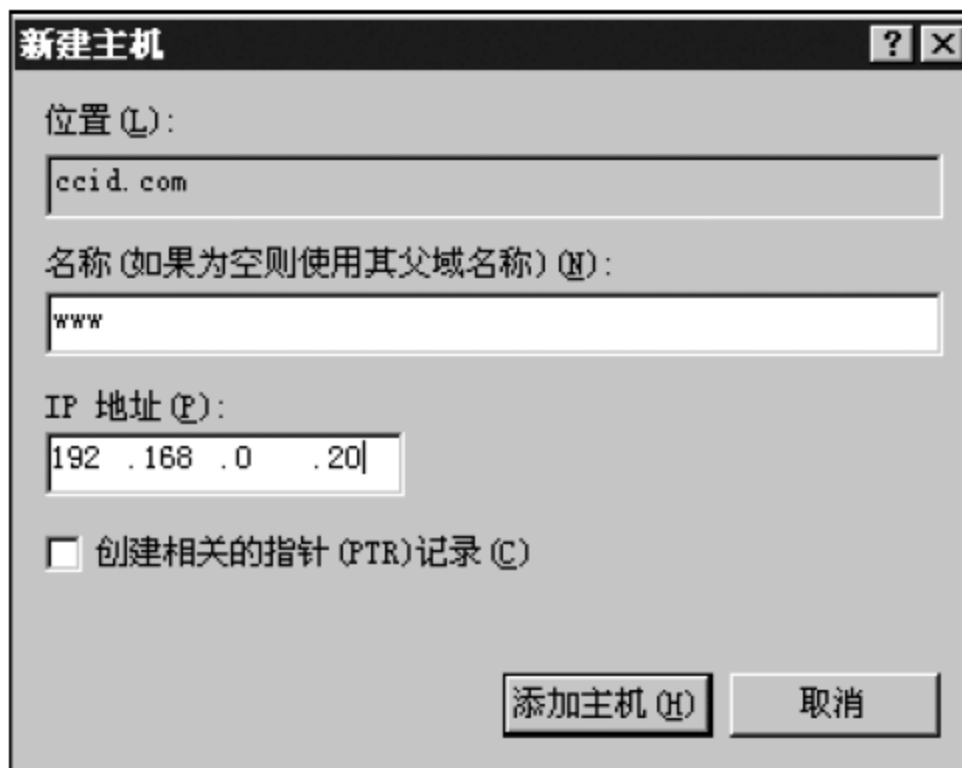 新建主机
位置(L):
ccid.com
名称(如果为空则使用其父域名称)(N):
www
IP 地址(P):
192 .168 .0 .20
创建相关的指针(PTR)记录(C)
添加主机(H) 取消